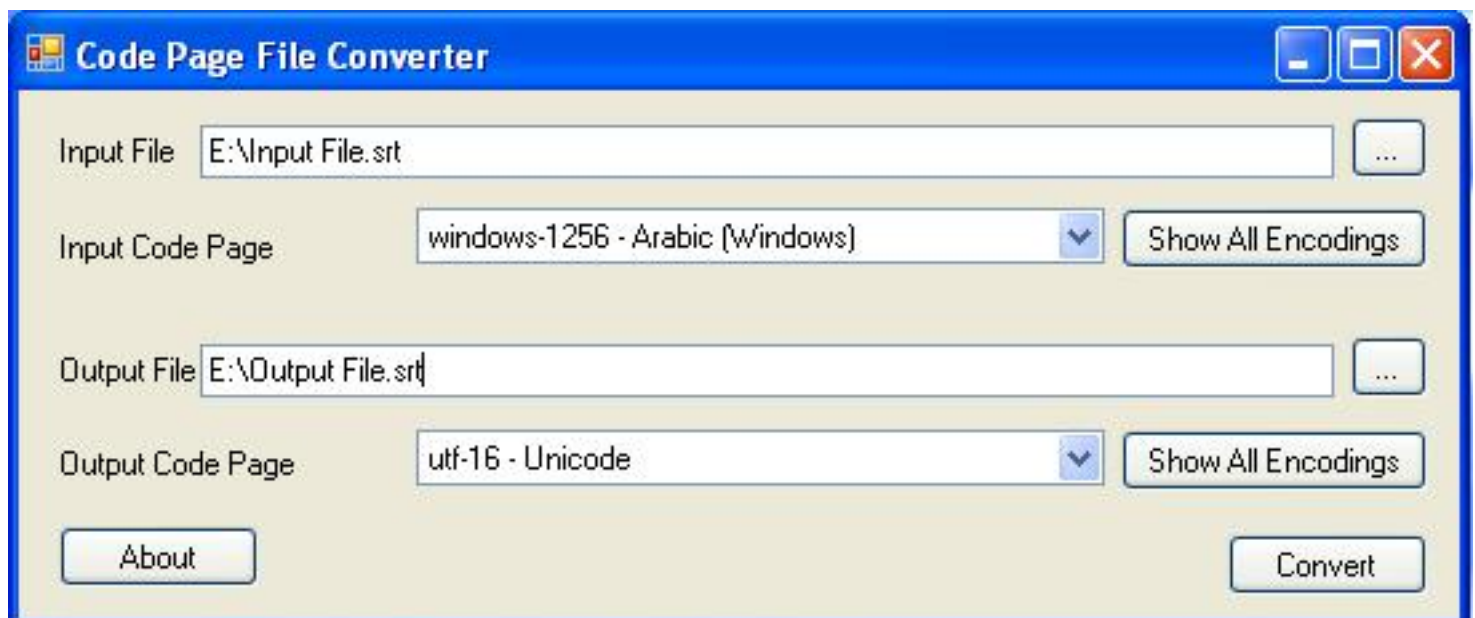 Code Page File Converter
Input File E:\Input File.srt ...
Input Code Page windows-1256 - Arabic (Windows) Show All Encodings
Output File E:\Output File.srt ...
Output Code Page utf-16 - Unicode Show All Encodings
About Convert